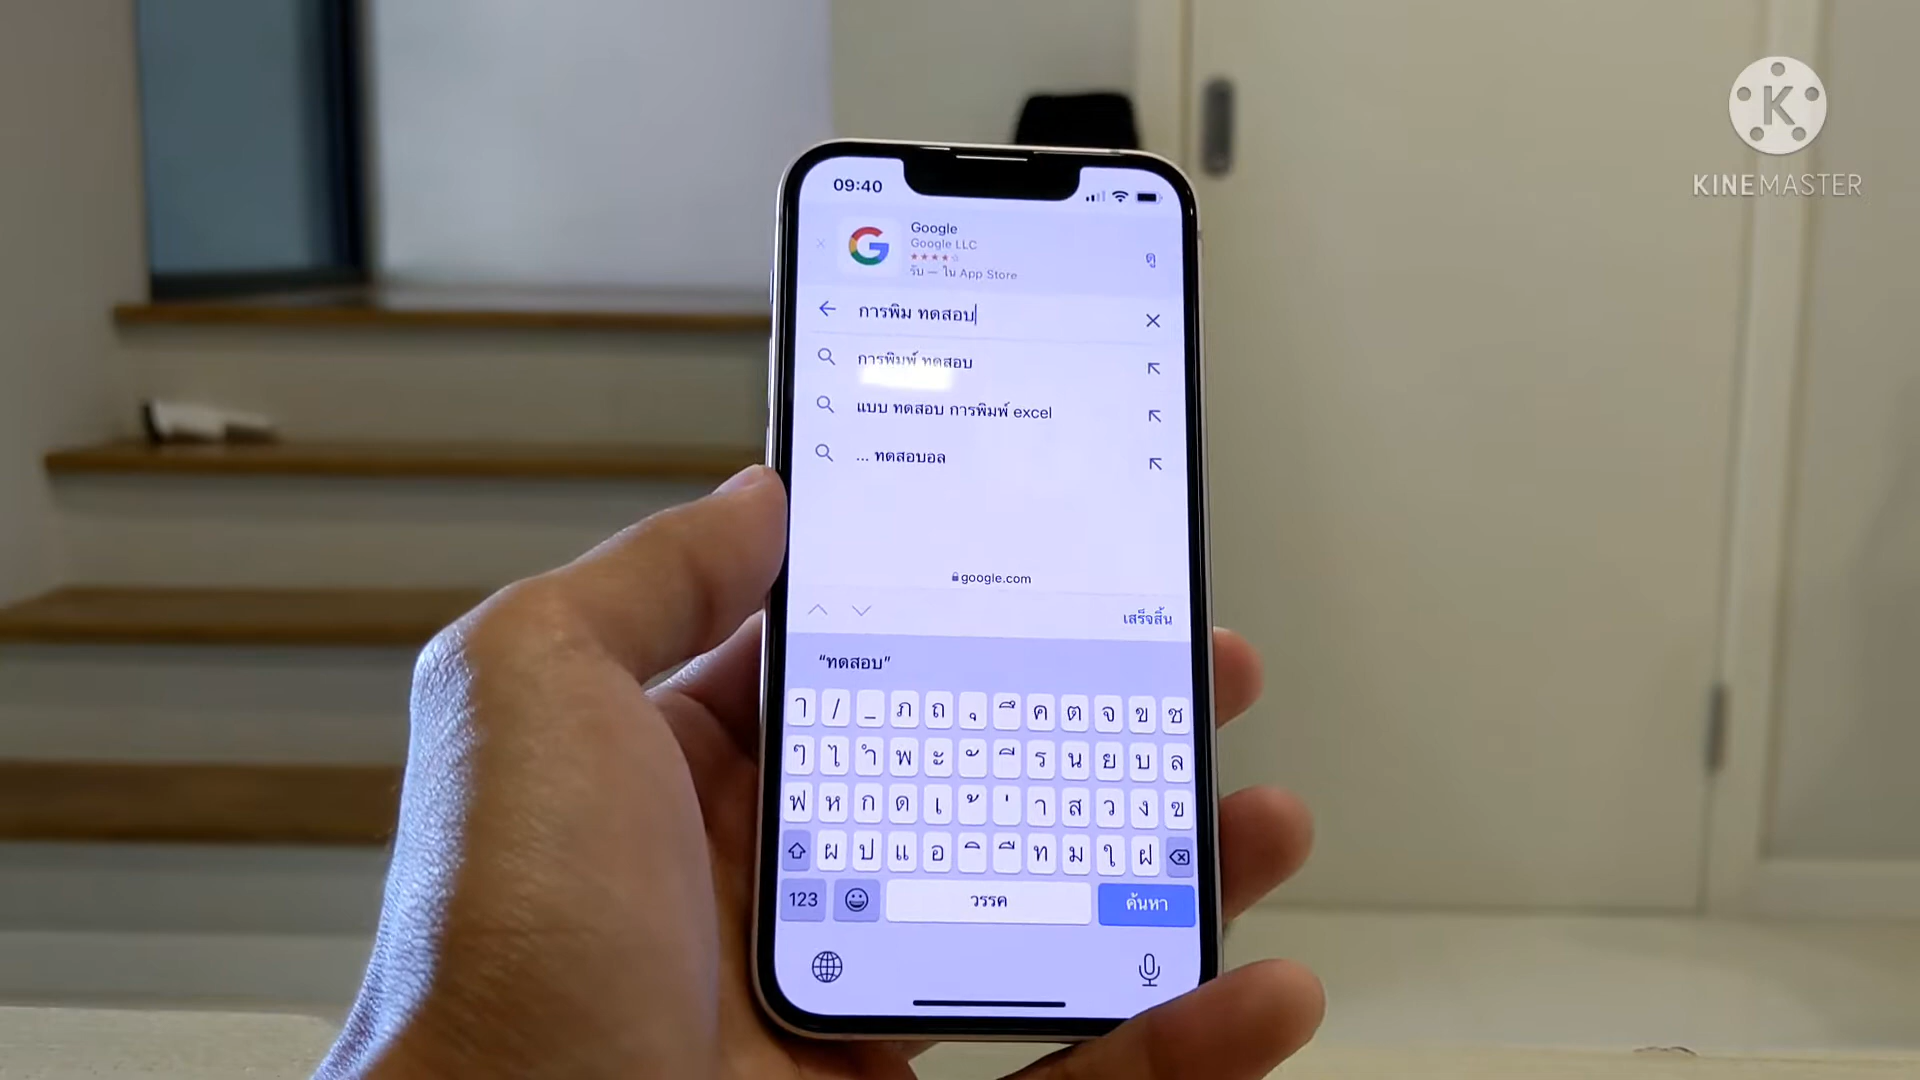 KINEMASTER
09:40
Google
Google LLC
รับ — ใน App Store
ดู
การพิม ทดสอบ
การพิมพ์ ทดสอบ
แบบ ทดสอบ การพิมพ์ excel
... ทดสอบอล
google.com
เสร็จสิ้น
“ทดสอบ”
ๅ / _ ภ ถ ุ ึ ค ต จ ข ช
ๆ ไ ำ พ ะ ั ี ร น ย บ ล
ฟ ห ก ด เ ้ ่ า ส ว ง ฃ
ผ ป แ อ ิ ื ท ม ใ ฝ
123 วรรค ค้นหา